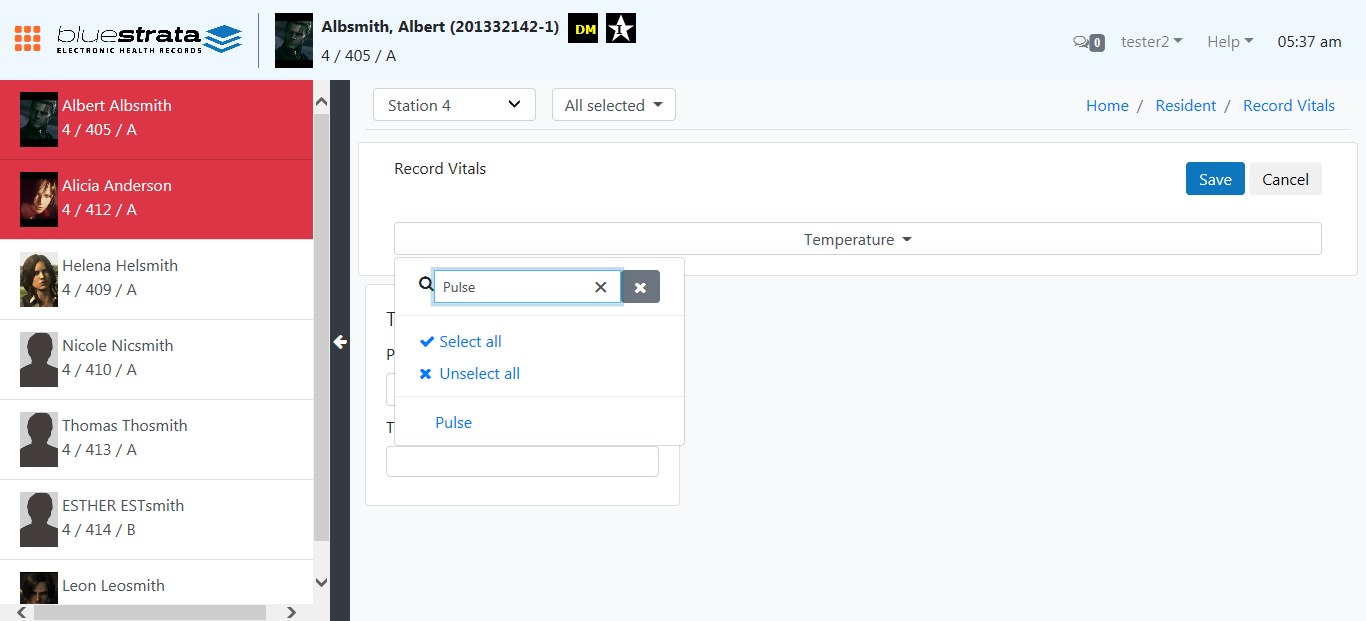 bluestrata
ELECTRONIC HEALTH RECORDS
Albsmith, Albert (201332142-1)
DM
1
4 / 405 / A
0
tester2
Help
05:37 am
Albert Albsmith
4 / 405 / A
Alicia Anderson
4 / 412 / A
Helena Helsmith
4 / 409 / A
Nicole Nicsmith
4 / 410 / A
Thomas Thosmith
4 / 413 / A
ESTHER ESTsmith
4 / 414 / B
Leon Leosmith
Station 4
All selected
Home / Resident / Record Vitals
Record Vitals
Save
Cancel
Temperature
Pulse
Select all
Unselect all
Pulse
T
P
T